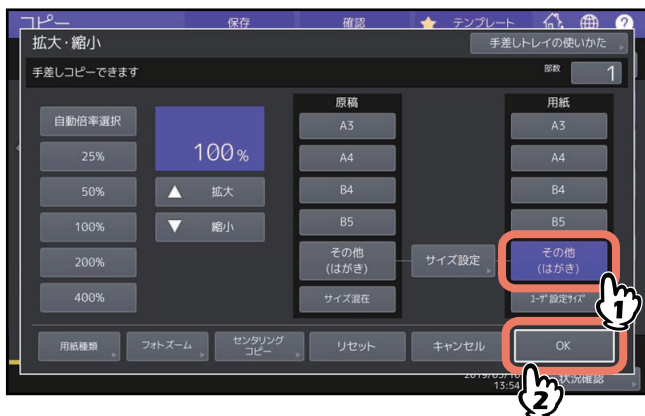 コピー 保存 確認 テンプレート ?
拡大・縮小 手差しトレイの使いかた
手差しコピーできます 部数 1
原稿 用紙
自動倍率選択 A3 A3
25% 100% A4 A4
50% 拡大 B4 B4
100% 縮小 B5 B5
200% その他 サイズ設定 その他
(はがき) (はがき)
400% サイズ混在 ユーザ設定サイズ
用紙種類 フォトズーム センタリング リセット キャンセル OK
コピー
13:54 状況確認
1
2